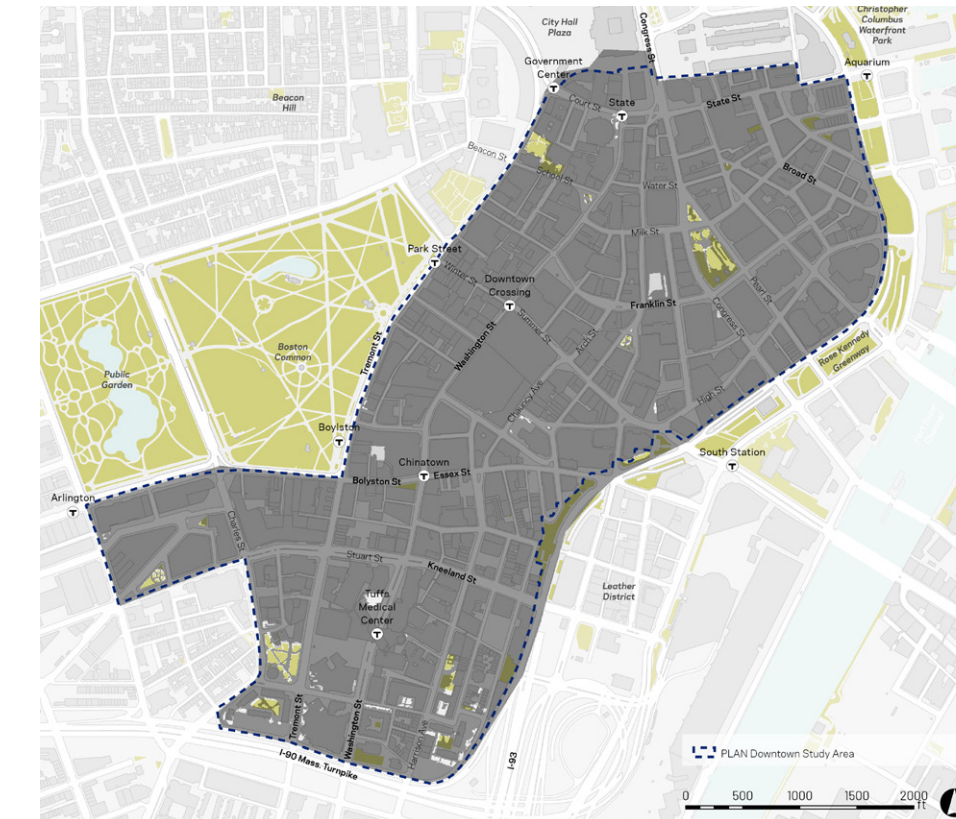 City Hall
Plaza
Congress St
Christopher
Columbus
Waterfront
Park
Government
Center
Aquarium
Beacon
Hill
Court St
State
State St
Beacon St
School St
Water St
Broad St
Milk St
Park Street
Winter St
Downtown
Crossing
Franklin St
Pearl St
Congress St
Summer St
Arch St
Washington St
Tremont St
Boston
Common
Public
Garden
Rose Kennedy
Greenway
Chauncy Ave
High St
Boylston
Chinatown
Essex St
Bolyston St
South Station
Arlington
Charles St
Stuart St
Kneeland St
Leather
District
Tuffs
Medical
Center
Tremont St
Washington St
Harrison Ave
I-90 Mass. Turnpike
I-93
PLAN Downtown Study Area
0 500 1000 1500 2000
ft